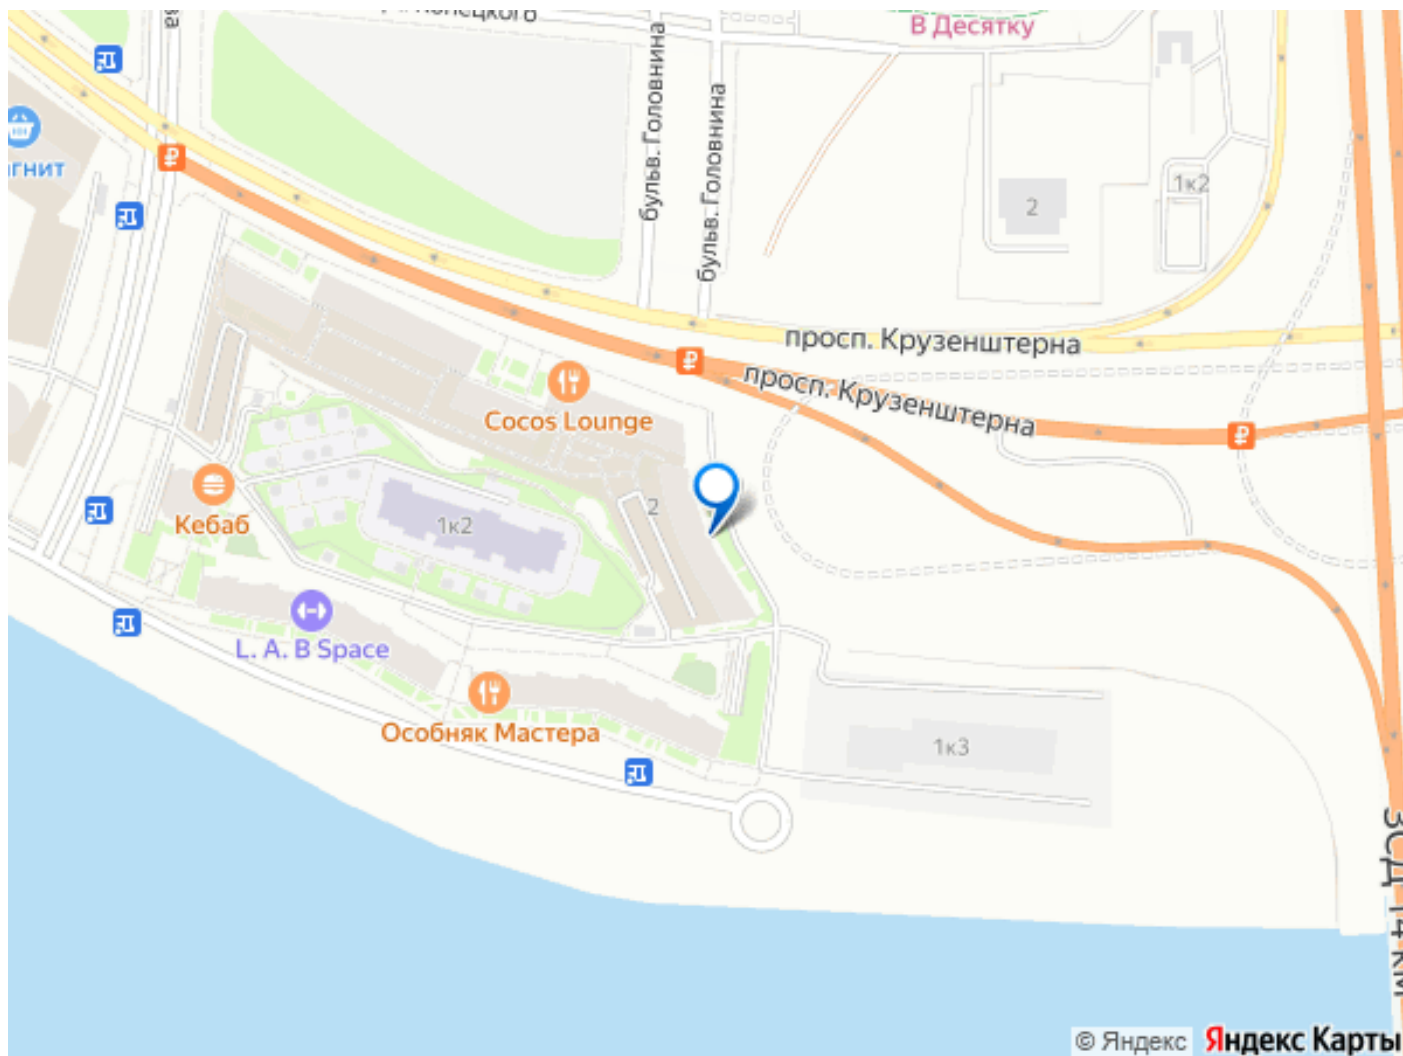 В Десятку
бульв. Головнина
бульв. Головнина
1к2
2
просп. Крузенштерна
просп. Крузенштерна
Cocos Lounge
2
1к2
Кебаб
L. A. B Space
Особняк Мастера
1к3
ЗСД 14 км
© Яндекс Яндекс Карты